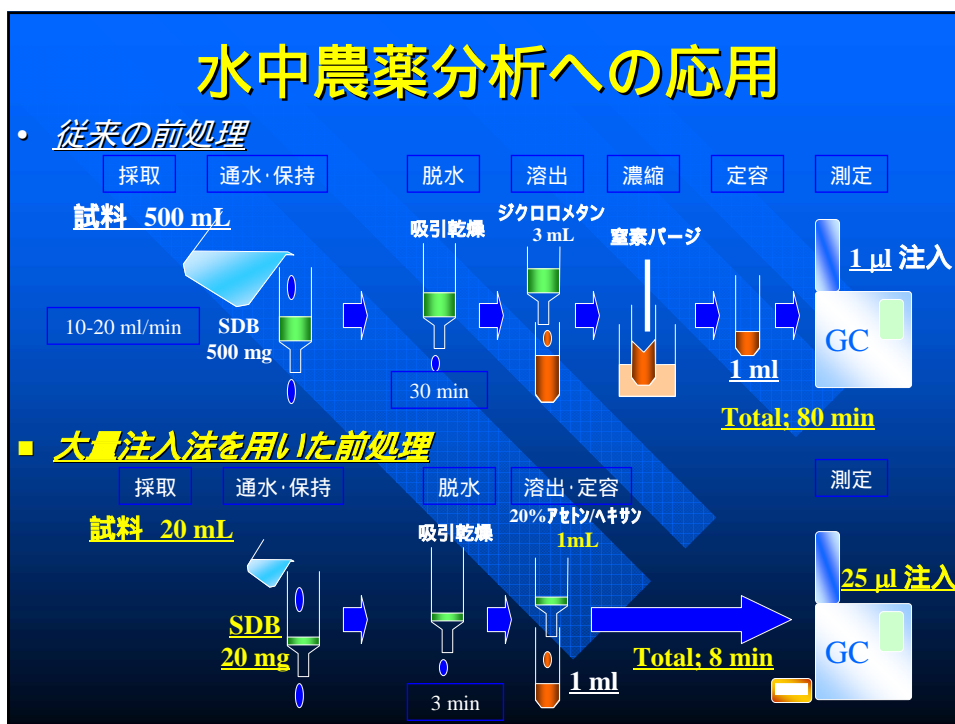 水中農薬分析への応用
• 従来の前処理
採取 通水･保持 脱水 溶出 濃縮 定容 測定
試料 500 mL
吸引乾燥
ジクロロメタン
3 mL
窒素パージ
1 μl 注入
10-20 ml/min
SDB
500 mg
GC
1 ml
30 min
Total; 80 min
■ 大量注入法を用いた前処理
採取 通水･保持 脱水 溶出･定容 測定
試料 20 mL
吸引乾燥
20%アセトン/ヘキサン
1mL
25 μl 注入
SDB
20 mg
Total; 8 min
GC
1 ml
3 min